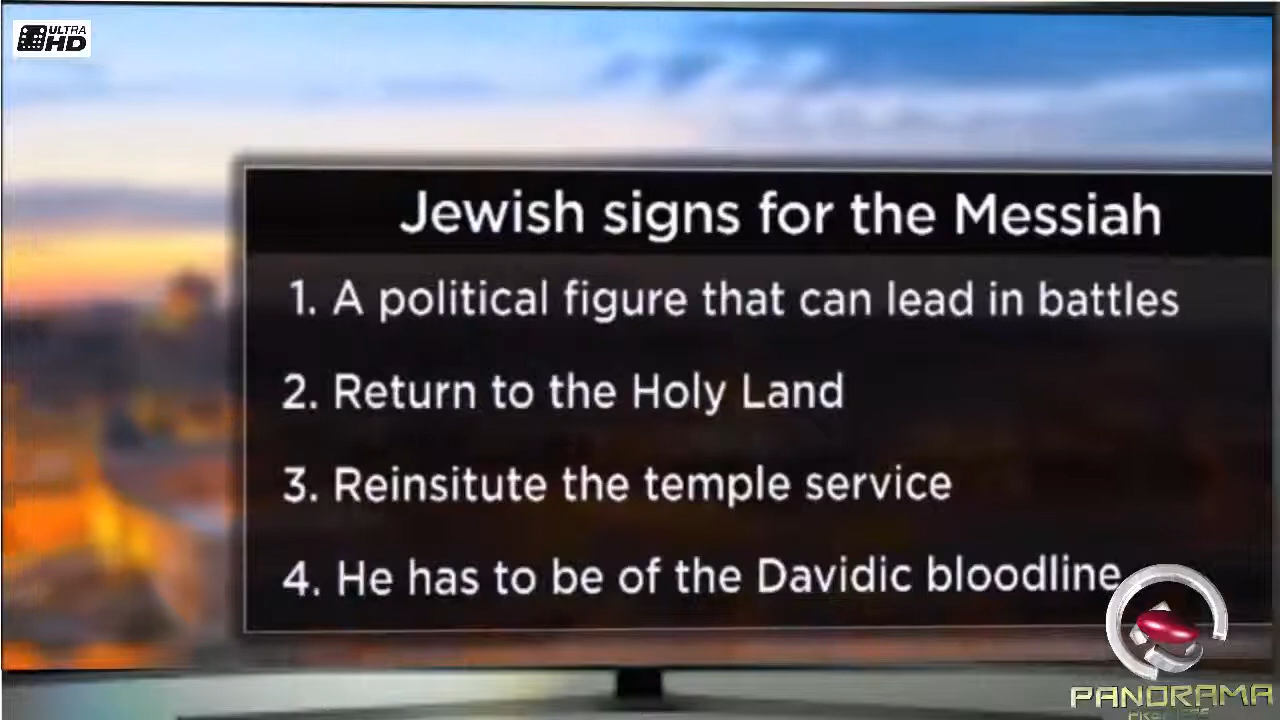 ULTRA
HD
Jewish signs for the Messiah
1. A political figure that can lead in battles
2. Return to the Holy Land
3. Reinsitute the temple service
4. He has to be of the Davidic bloodline
PANORAMA